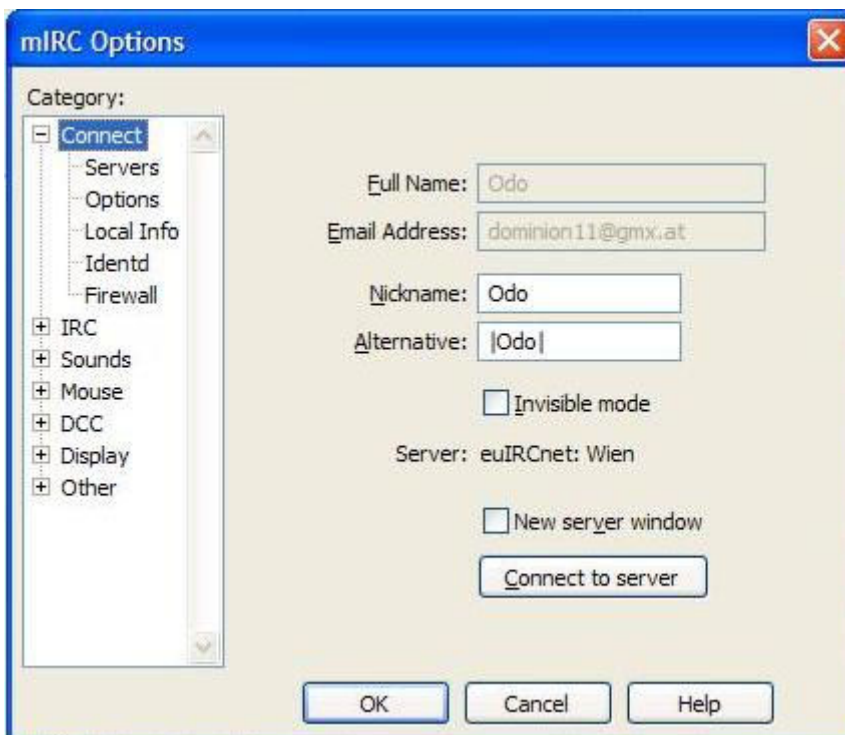 mIRC Options
Category:
Connect
Servers
Options
Local Info
Identd
Firewall
IRC
Sounds
Mouse
DCC
Display
Other
Full Name: Odo
Email Address: dominion11@gmx.at
Nickname: Odo
Alternative: |Odo|
Invisible mode
Server: euIRCnet: Wien
New server window
Connect to server
OK Cancel Help